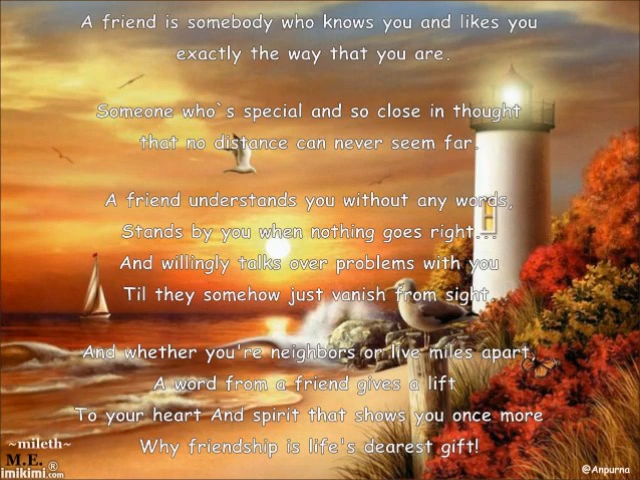 A friend is somebody who knows you and likes you
exactly the way that you are.
Someone who`s special and so close in thought
that no distance can never seem far.
A friend understands you without any words,
Stands by you when nothing goes right...
And willingly talks over problems with you
Til they somehow just vanish from sight.
And whether you're neighbors or live miles apart,
A word from a friend gives a lift
To your heart And spirit that shows you once more
Why friendship is life's dearest gift!
~mileth~
M.E.
imikimi.com®
@Anpurna